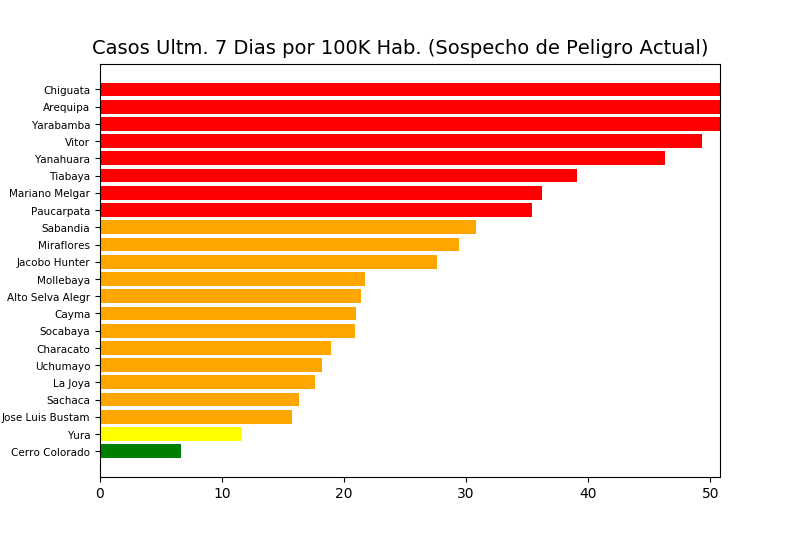 Casos Ultm. 7 Dias por 100K Hab. (Sospecho de Peligro Actual)
Chiguata
Arequipa
Yarabamba
Vitor
Yanahuara
Tiabaya
Mariano Melgar
Paucarpata
Sabandia
Miraflores
Jacobo Hunter
Mollebaya
Alto Selva Alegr
Cayma
Socabaya
Characato
Uchumayo
La Joya
Sachaca
Jose Luis Bustam
Yura
Cerro Colorado
0 10 20 30 40 50